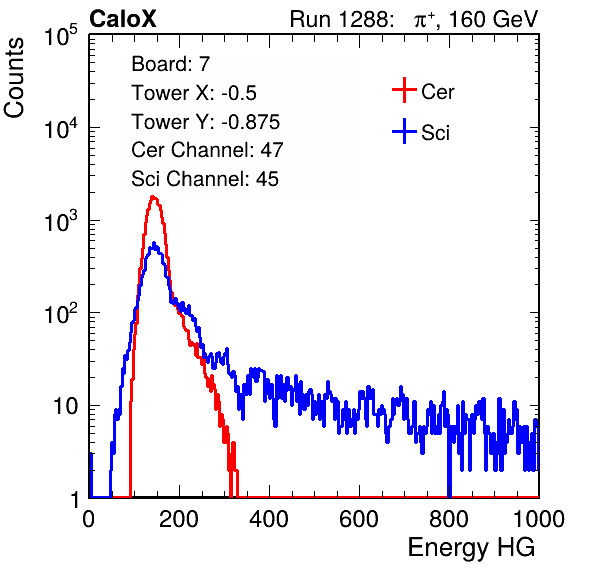 CaloX Run 1288: π⁺, 160 GeV
Counts
Board: 7
Tower X: -0.5
Tower Y: -0.875
Cer Channel: 47
Sci Channel: 45
Cer
Sci
10⁵
10⁴
10³
10²
10
1
0 200 400 600 800 1000
Energy HG